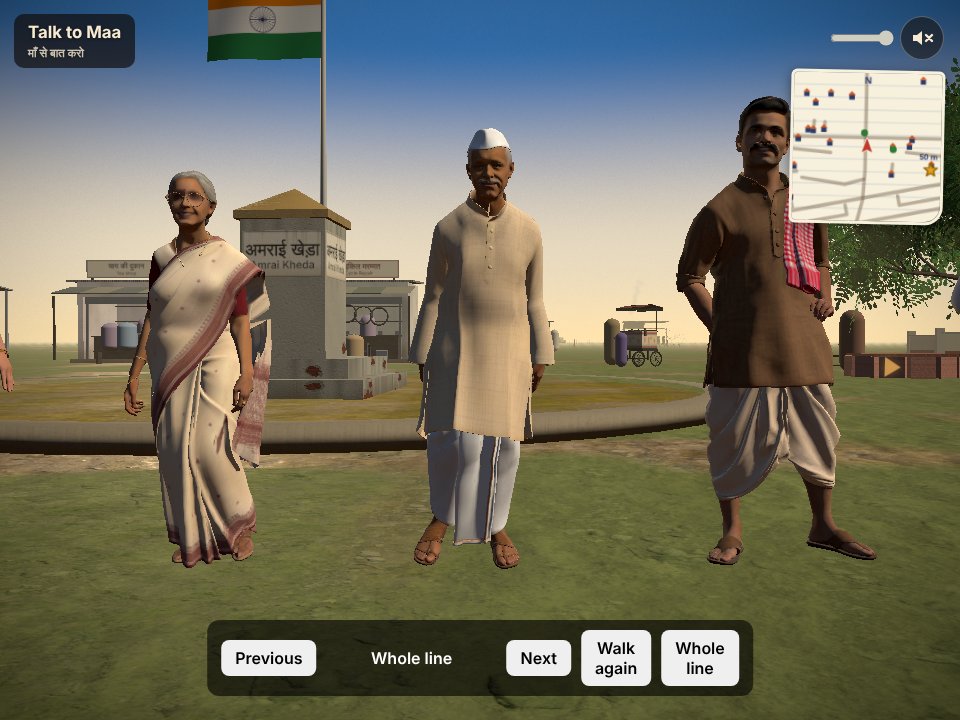 Talk to Maa
माँ से बात करो
N
50 m
अमराई खेड़ा
Amrai Kheda
चाय की दुकान
Previous
Whole line
Next
Walk
again
Whole
line